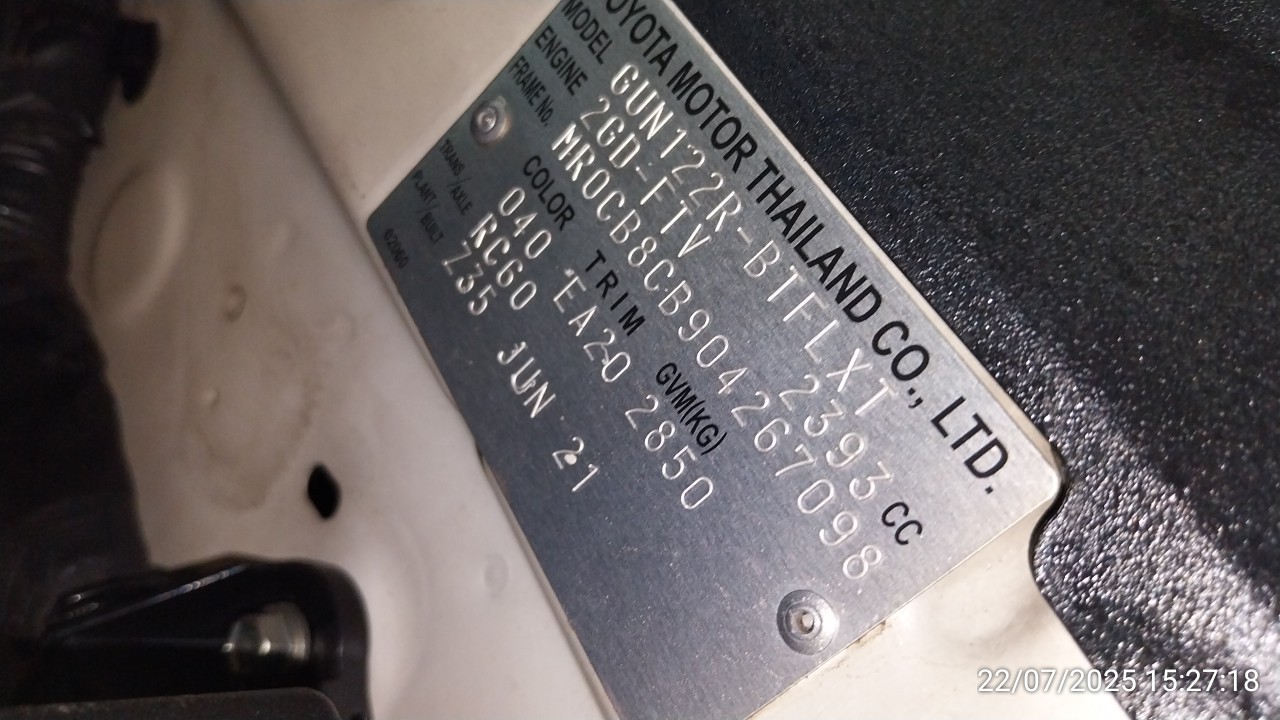 TOYOTA MOTOR THAILAND CO., LTD.
MODEL GUN122R-BTFLXT
ENGINE 2GD-FTV 2393 CC
FRAME No. MR0CB8CB904267098
COLOR TRIM GVM(KG)
040 EA20 2850
TRANS/AXLE RC60
PLANT/BUILT Z35 JUN 21
62060
22/07/2025 15:27:18